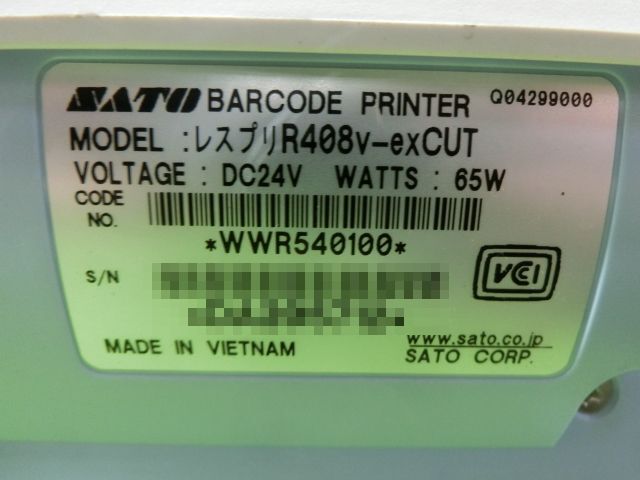 SATO BARCODE PRINTER Q04299000
MODEL :レスプリR408v-exCUT
VOLTAGE : DC24V WATTS : 65W
CODE NO.
*WWR540100*
S/N
VCCI
MADE IN VIETNAM
www.sato.co.jp
SATO CORP.